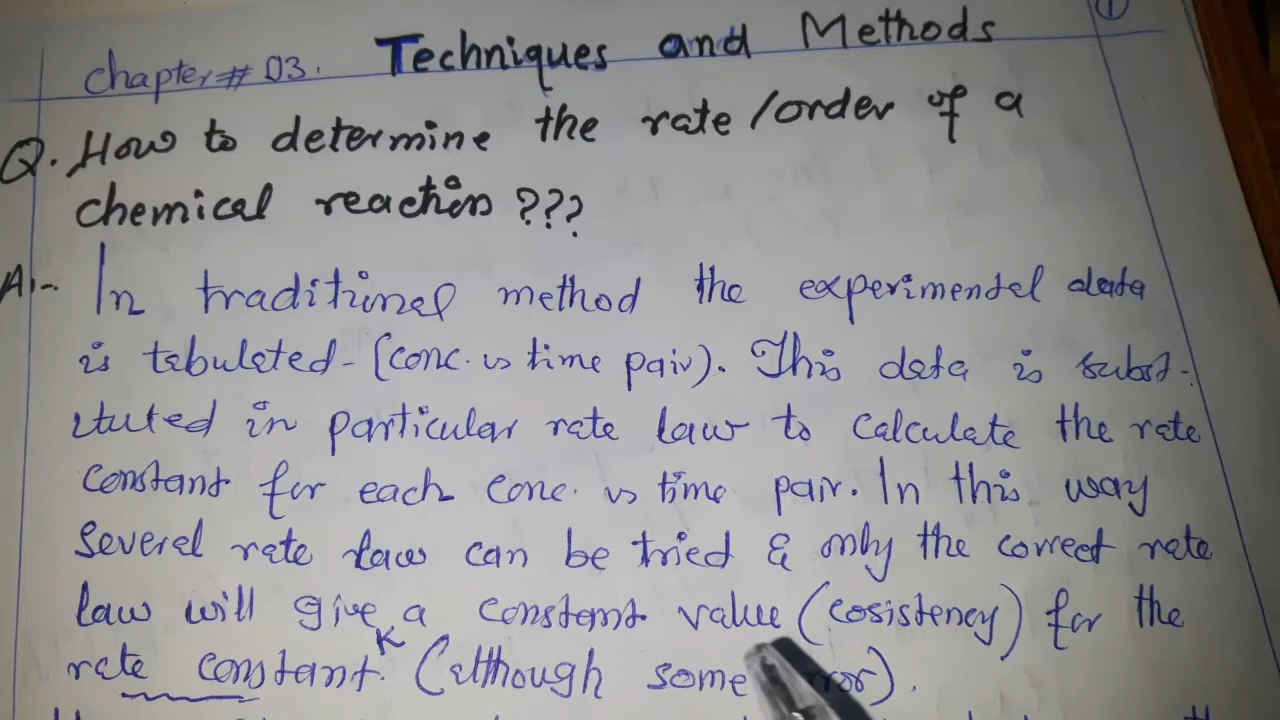 1
Chapter # 03. Techniques and Methods
Q. How to determine the rate/order of a
chemical reaction ???
A:- In traditional method the experimental data
is tabulated - (conc. vs time pair). This data is subst-
ituted in particular rate law to calculate the rate
constant for each conc. vs time pair. In this way
several rate law can be tried & only the correct rate
law will give a constant value (cosistency) for the
rate constant K (although some error).